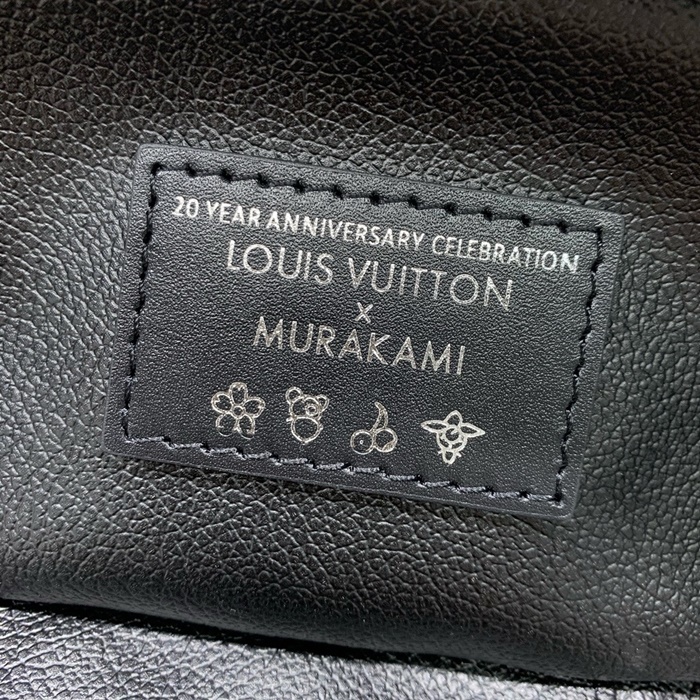 20 YEAR ANNIVERSARY CELEBRATION
LOUIS VUITTON
x
MURAKAMI